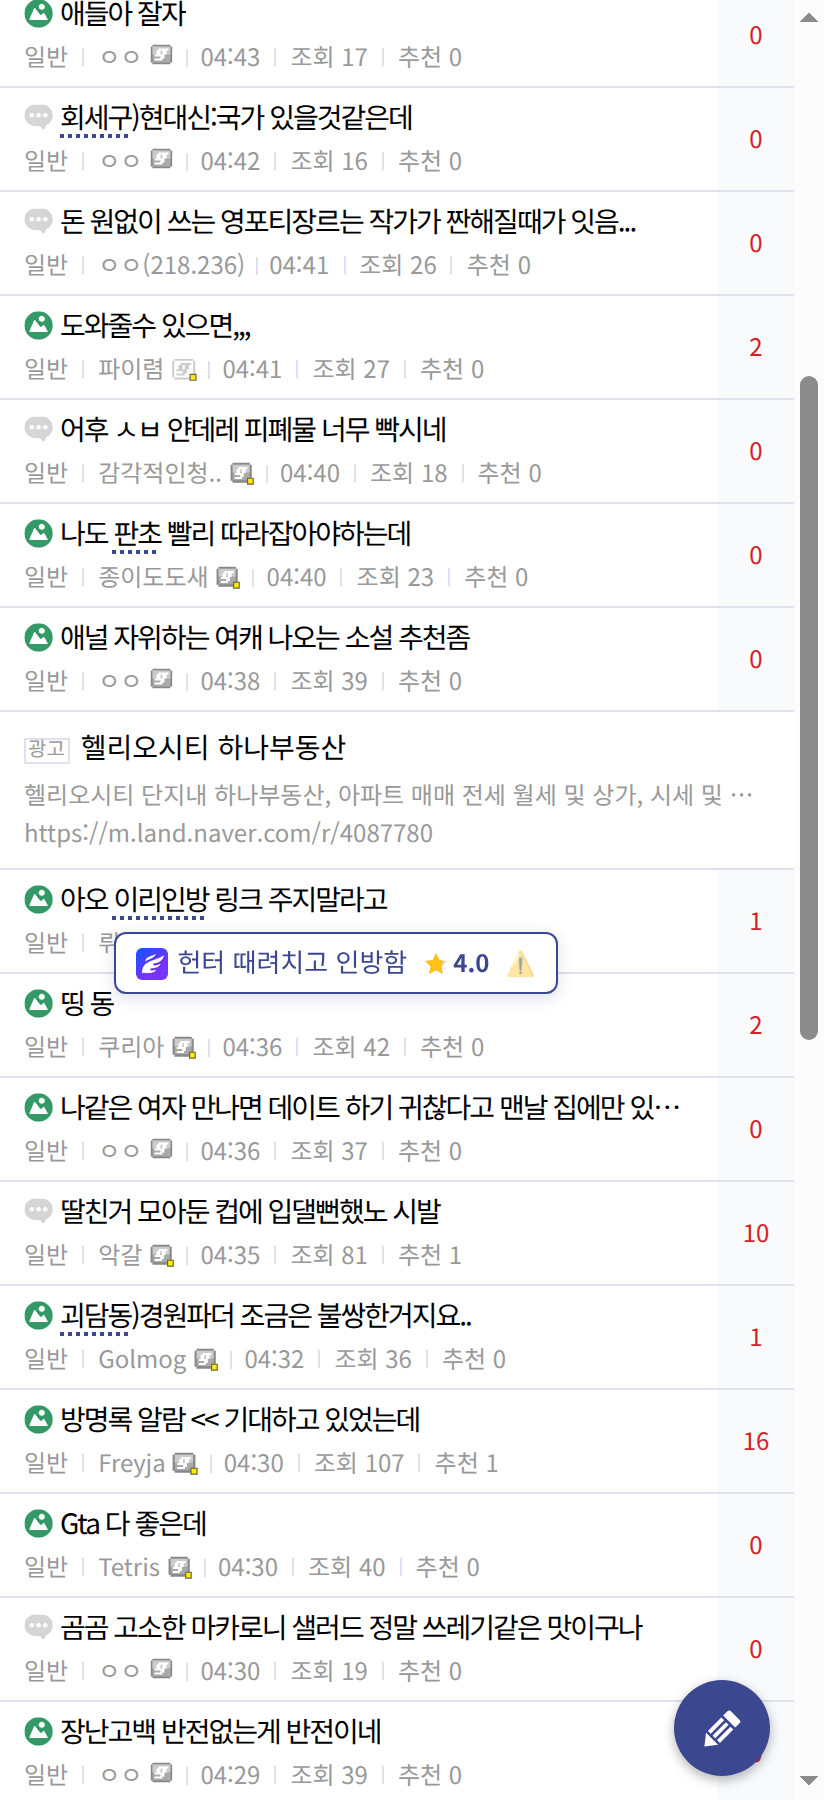 애들아 잘자
0
일반 ㅇㅇ 04:43 조회 17 추천 0
회세구)현대신:국가 있을것같은데
0
일반 ㅇㅇ 04:42 조회 16 추천 0
돈 원없이 쓰는 영포티장르는 작가가 짠해질때가 잇음...
0
일반 ㅇㅇ(218.236) 04:41 조회 26 추천 0
도와줄수 있으면,,,
2
일반 파이렴 04:41 조회 27 추천 0
어후 ㅅㅂ 얀데레 피폐물 너무 빡시네
0
일반 감각적인청.. 04:40 조회 18 추천 0
나도 판초 빨리 따라잡아야하는데
0
일반 종이도도새 04:40 조회 23 추천 0
애널 자위하는 여캐 나오는 소설 추천좀
0
일반 ㅇㅇ 04:38 조회 39 추천 0
광고 헬리오시티 하나부동산
헬리오시티 단지내 하나부동산, 아파트 매매 전세 월세 및 상가, 시세 및 ···
https://m.land.naver.com/r/4087780
아오 이리인방 링크 주지말라고
1
일반
헌터 때려치고 인방함 4.0
띵 동
2
일반 쿠리아 04:36 조회 42 추천 0
나같은 여자 만나면 데이트 하기 귀찮다고 맨날 집에만 있···
0
일반 ㅇㅇ 04:36 조회 37 추천 0
딸친거 모아둔 컵에 입댈뻔했노 시발
10
일반 악갈 04:35 조회 81 추천 1
괴담동)경원파더 조금은 불쌍한거지요..
1
일반 Golmog 04:32 조회 36 추천 0
방명록 알람 << 기대하고 있었는데
16
일반 Freyja 04:30 조회 107 추천 1
Gta 다 좋은데
0
일반 Tetris 04:30 조회 40 추천 0
곰곰 고소한 마카로니 샐러드 정말 쓰레기같은 맛이구나
0
일반 ㅇㅇ 04:30 조회 19 추천 0
장난고백 반전없는게 반전이네
일반 ㅇㅇ 04:29 조회 39 추천 0